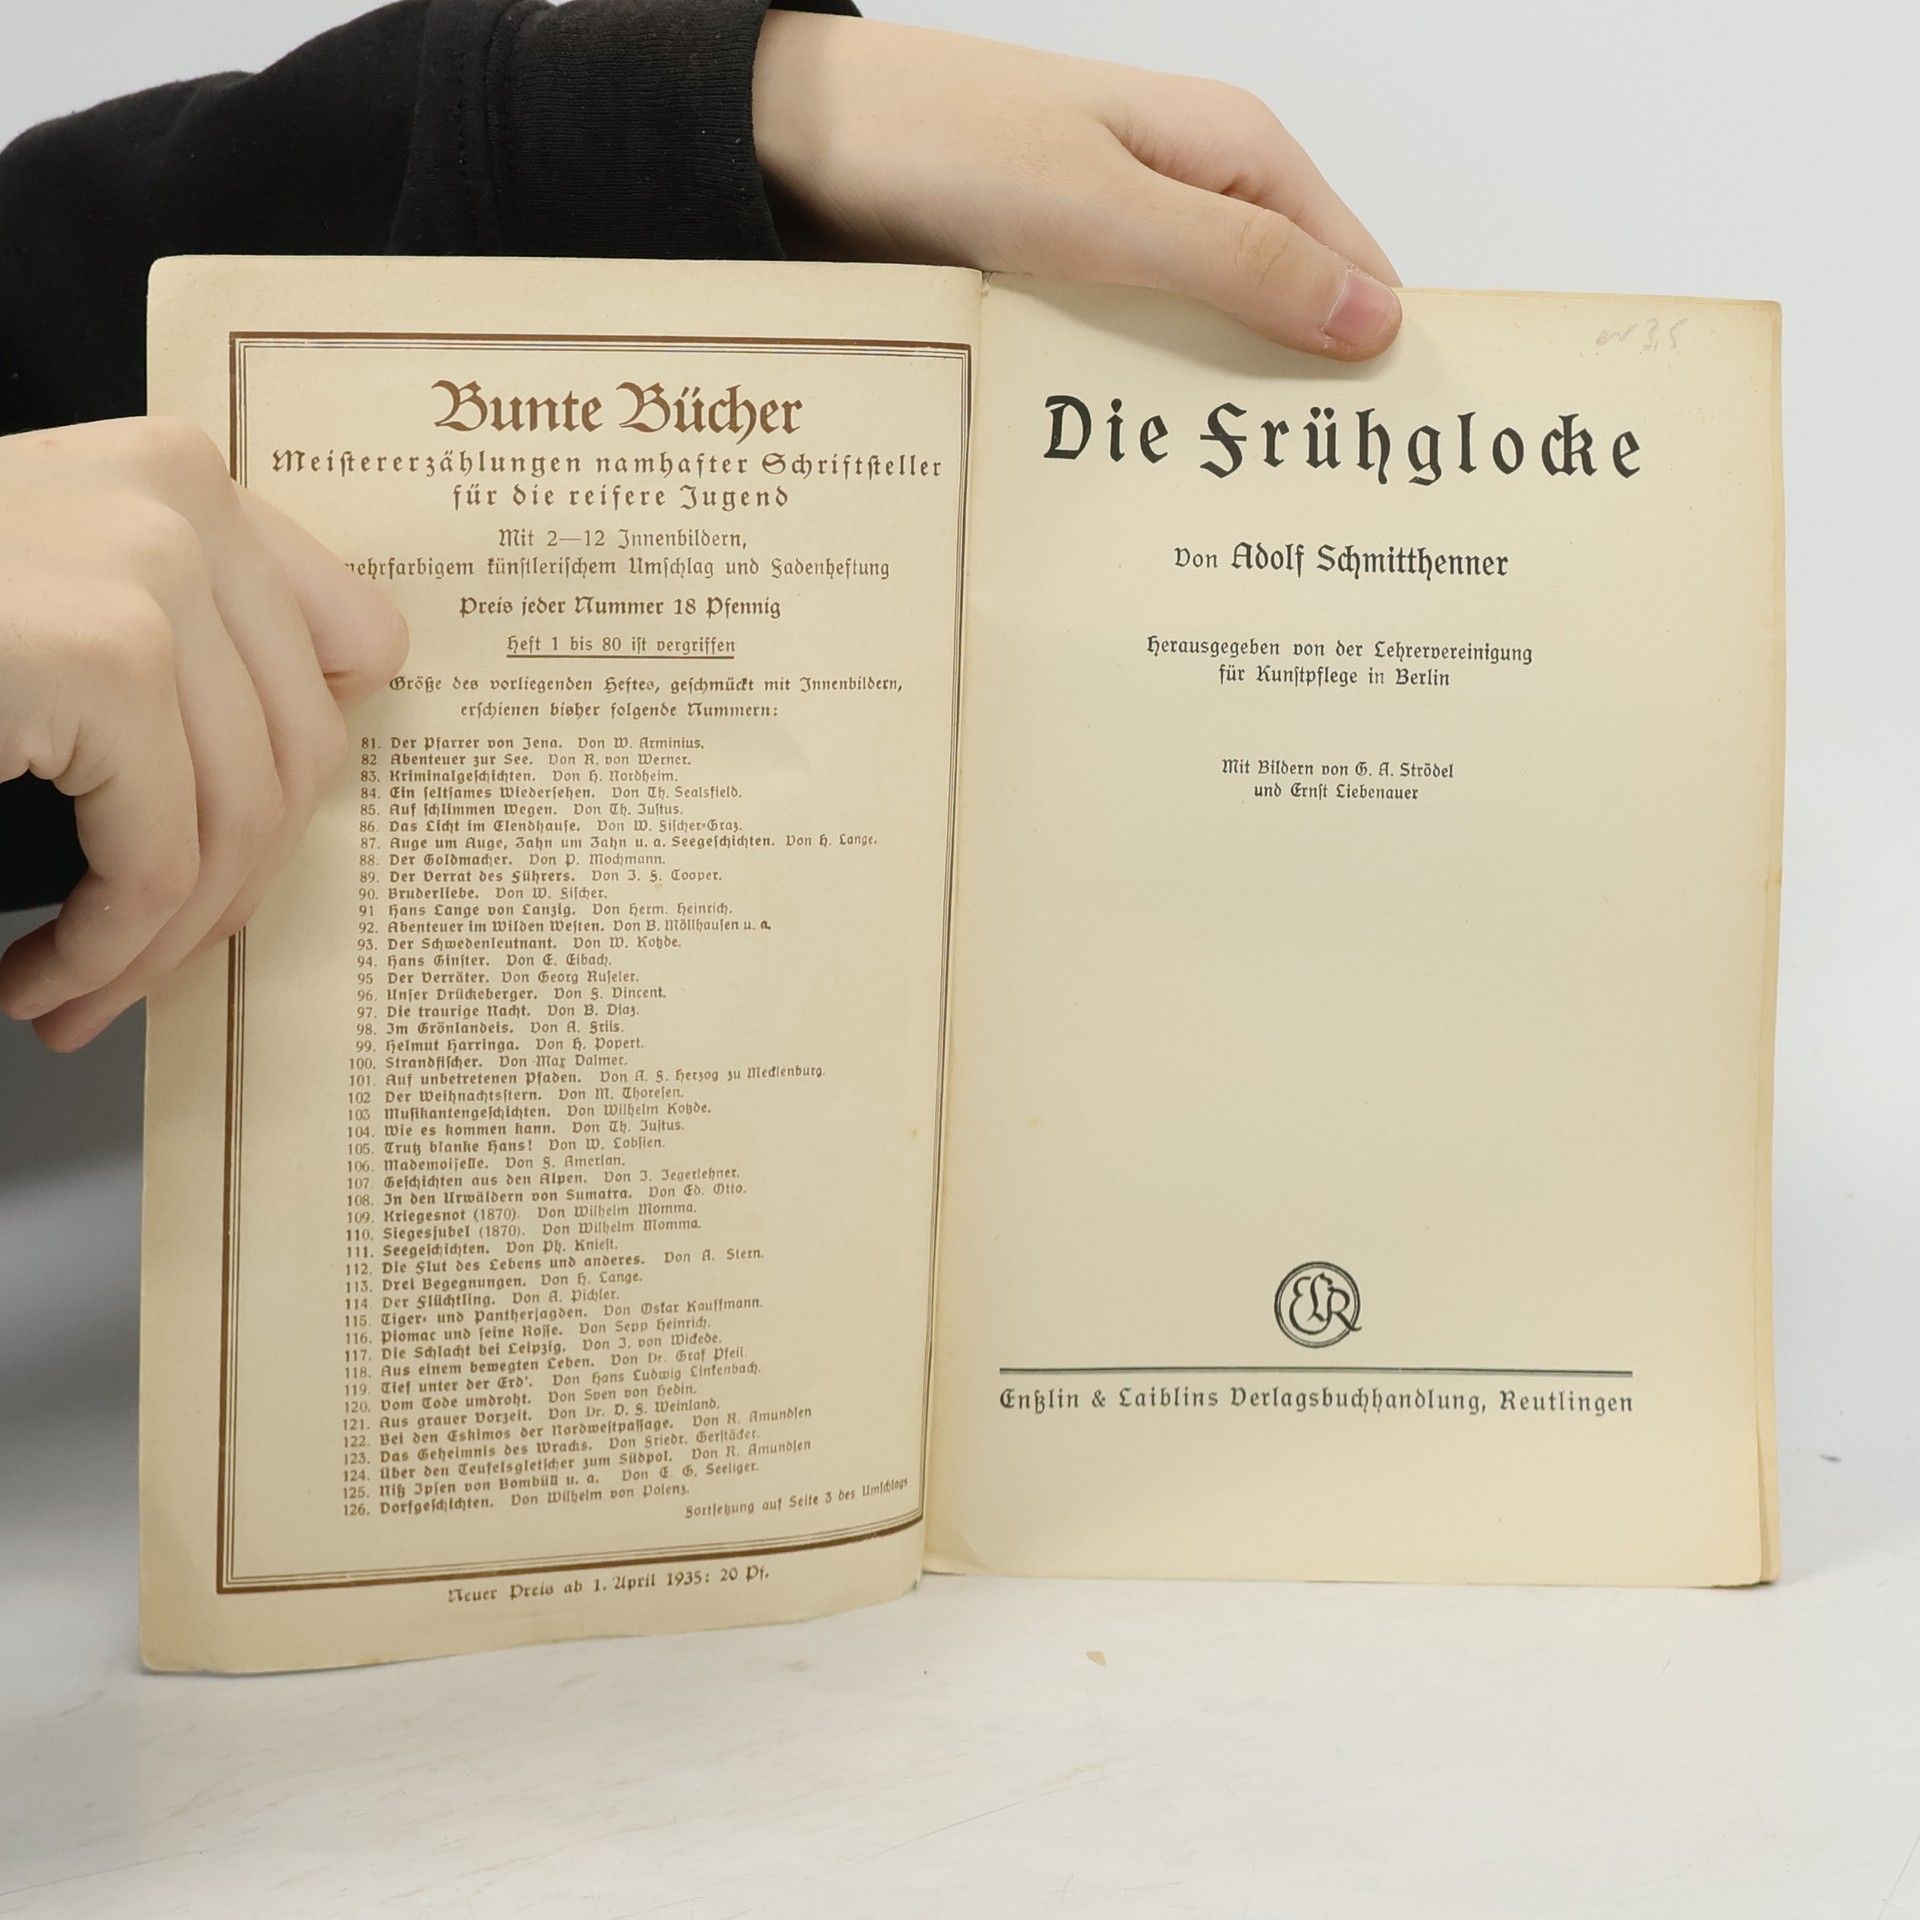 Bunte Bücher
Meistererzählungen namhafter Schriftsteller
für die reifere Jugend
Mit 2—12 Innenbildern,
mehrfarbigem künstlerischem Umschlag und Fadenheftung
Preis jeder Nummer 18 Pfennig
Heft 1 bis 80 ist vergriffen
Größe des vorliegenden Heftes, geschmückt mit Innenbildern,
erschienen bisher folgende Nummern:
81. Der Pfarrer von Jena. Von W. Arminius.
82 Abenteuer zur See. Von R. von Werner.
83. Kriminalgeschichten. Von H. Nordheim.
84. Ein seltsames Wiedersehen. Von Th. Sealsfield.
85. Auf schlimmen Wegen. Von Th. Justus.
86. Das Licht im Elendhause. Von W. Fischer-Graz.
87. Auge um Auge, Zahn um Zahn u. a. Seegeschichten. Von H. Lange.
88. Der Goldmacher. Von P. Mochmann.
89. Der Verrat des Führers. Von J. F. Cooper.
90. Bruderliebe. Von W. Fischer.
91 Hans Lange von Lanzig. Von Herm. Heinrich.
92. Abenteuer im Wilden Westen. Von B. Möllhausen u. a.
93. Der Schwedenleutnant. Von W. Kotzde.
94. Hans Ginster. Von E. Eibach.
95 Der Verräter. Von Georg Ruseler.
96. Unser Drückeberger. Von F. Vincent.
97. Die traurige Nacht. Von B. Diaz.
98. Im Grönlandeis. Von A. Friis.
99. Helmut Harringa. Von H. Popert.
100. Strandfischer. Von Max Dalmer.
101. Auf unbetretenen Pfaden. Von A. F. Herzog zu Mecklenburg.
102 Der Weihnachtsstern. Von M. Thoresen.
103 Musikantengeschichten. Von Wilhelm Kotzde.
104. Wie es kommen kann. Von Th. Justus.
105. Trutz blanke Hans! Von W. Lobsien.
106. Mademoiselle. Von F. Amerlan.
107. Geschichten aus den Alpen. Von J. Jegerlehner.
108. In den Urwäldern von Sumatra. Von Ed. Otto.
109. Kriegesnot (1870). Von Wilhelm Momma.
110. Siegesjubel (1870). Von Wilhelm Momma.
111. Seegeschichten. Von Ph. Kniest.
112. Die Flut des Lebens und anderes. Von A. Stern.
113. Drei Begegnungen. Von H. Lange.
114. Der Flüchtling. Von A. Pichler.
115. Tiger- und Pantherjagden. Von Oskar Kauffmann.
116. Piomac und seine Rosse. Von Sepp Heinrich.
117. Die Schlacht bei Leipzig. Von J. von Wickede.
118. Aus einem bewegten Leben. Von Dr. Graf Pfeil.
119. Tief unter der Erd'. Von Hans Ludwig Linkenbach.
120. Vom Tode umdroht. Von Sven von Hedin.
121. Aus grauer Vorzeit. Von Dr. D. F. Weinland.
122. Bei den Eskimos der Nordwestpassage. Von R. Amundsen
123. Das Geheimnis des Wracks. Von Friedr. Gerstäcker.
124. Über den Teufelsgletscher zum Südpol. Von R. Amundsen
125. Niß Ipsen von Bombüll u. a. Von E. G. Seeliger.
126. Dorfgeschichten. Von Wilhelm von Polenz.
Fortsetzung auf Seite 3 des Umschlags
Neuer Preis ab 1. April 1935: 20 Pf.
Die Frühglocke
Von Adolf Schmitthenner
Herausgegeben von der Lehrervereinigung
für Kunstpflege in Berlin
Mit Bildern von G. A. Strödel
und Ernst Liebenauer
ELR
Enßlin & Laiblins Verlagsbuchhandlung, Reutlingen